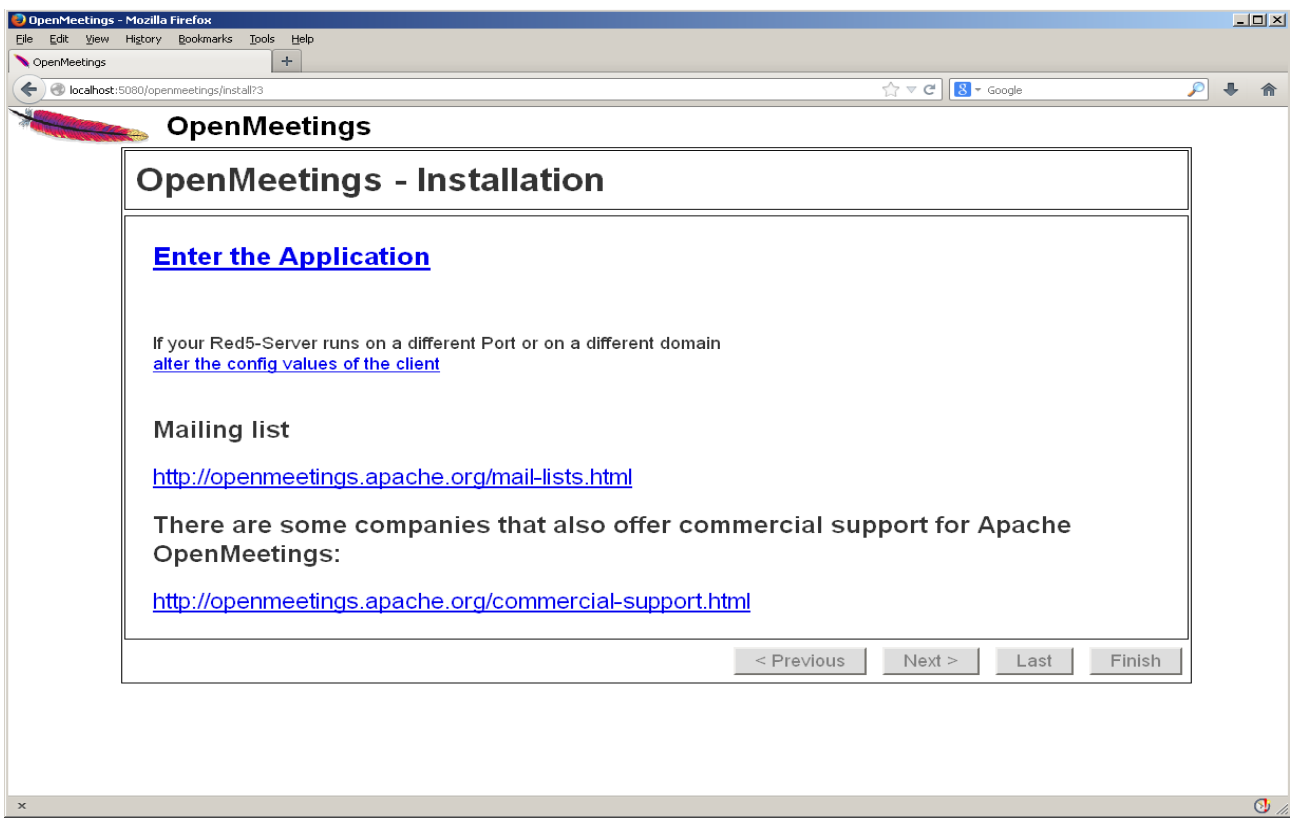 OpenMeetings - Mozilla Firefox
File Edit View History Bookmarks Tools Help
OpenMeetings +
localhost:5080/openmeetings/install?3 8 Google
OpenMeetings
OpenMeetings - Installation
Enter the Application
If your Red5-Server runs on a different Port or on a different domain
alter the config values of the client
Mailing list
http://openmeetings.apache.org/mail-lists.html
There are some companies that also offer commercial support for Apache
OpenMeetings:
http://openmeetings.apache.org/commercial-support.html
< Previous Next > Last Finish
x